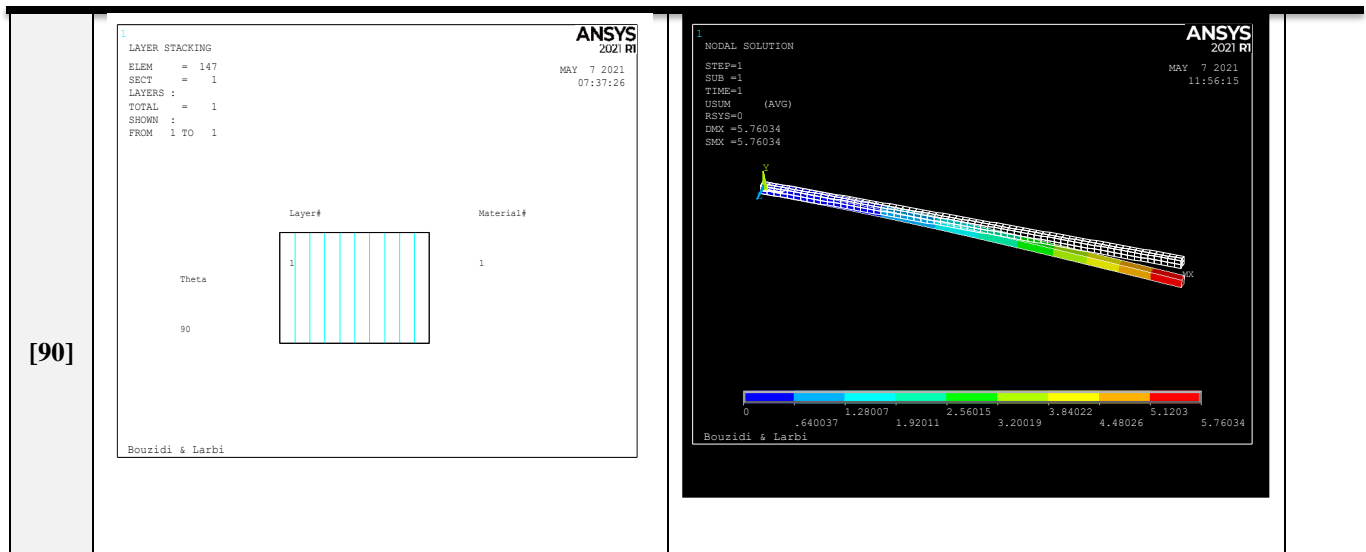 [90]
1
ANSYS
2021 R1
LAYER STACKING
ELEM = 147
SECT = 1
LAYERS :
TOTAL = 1
SHOWN :
FROM 1 TO 1
MAY 7 2021
07:37:26
Layer# Material#
1 1
Theta
90
Bouzidi & Larbi
1
ANSYS
2021 R1
NODAL SOLUTION
STEP=1
SUB =1
TIME=1
USUM (AVG)
RSYS=0
DMX =5.76034
SMX =5.76034
MAY 7 2021
11:56:15
Y
MX
0 1.28007 2.56015 3.84022 5.1203
.640037 1.92011 3.20019 4.48026 5.76034
Bouzidi & Larbi